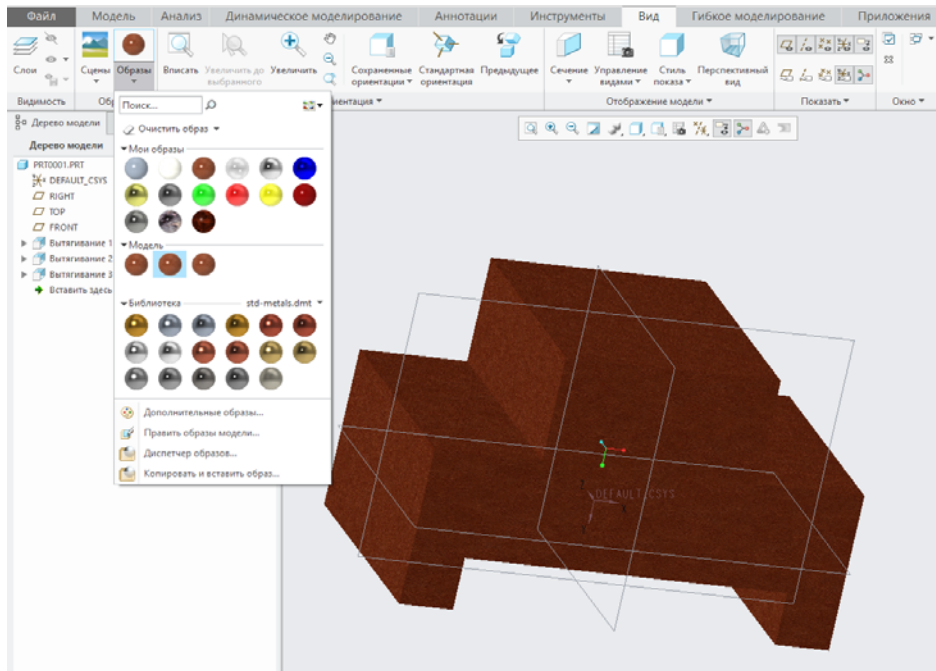 Файл Модель Анализ Динамическое моделирование Аннотации Инструменты Вид Гибкое моделирование Приложения
Слои Сцены Образы Вписать Увеличить до выбранного Увеличить Сохраненные ориентации Стандартная ориентация Предыдущее Сечение Управление видами Стиль показа Перспективный вид
Видимость Об ентация Отображение модели Показать Окно
Поиск...
Дерево модели
Очистить образ
Дерево модели
Мои образы
PRT0001.PRT
DEFAULT_CSYS
RIGHT
TOP
FRONT
Вытягивание 1
Модель
Вытягивание 2
Вытягивание 3
Вставить здесь
Библиотека std-metals.dmt
Дополнительные образы...
Править образы модели...
Диспетчер образов...
Копировать и вставить образ...
DEFAULT_CSYS